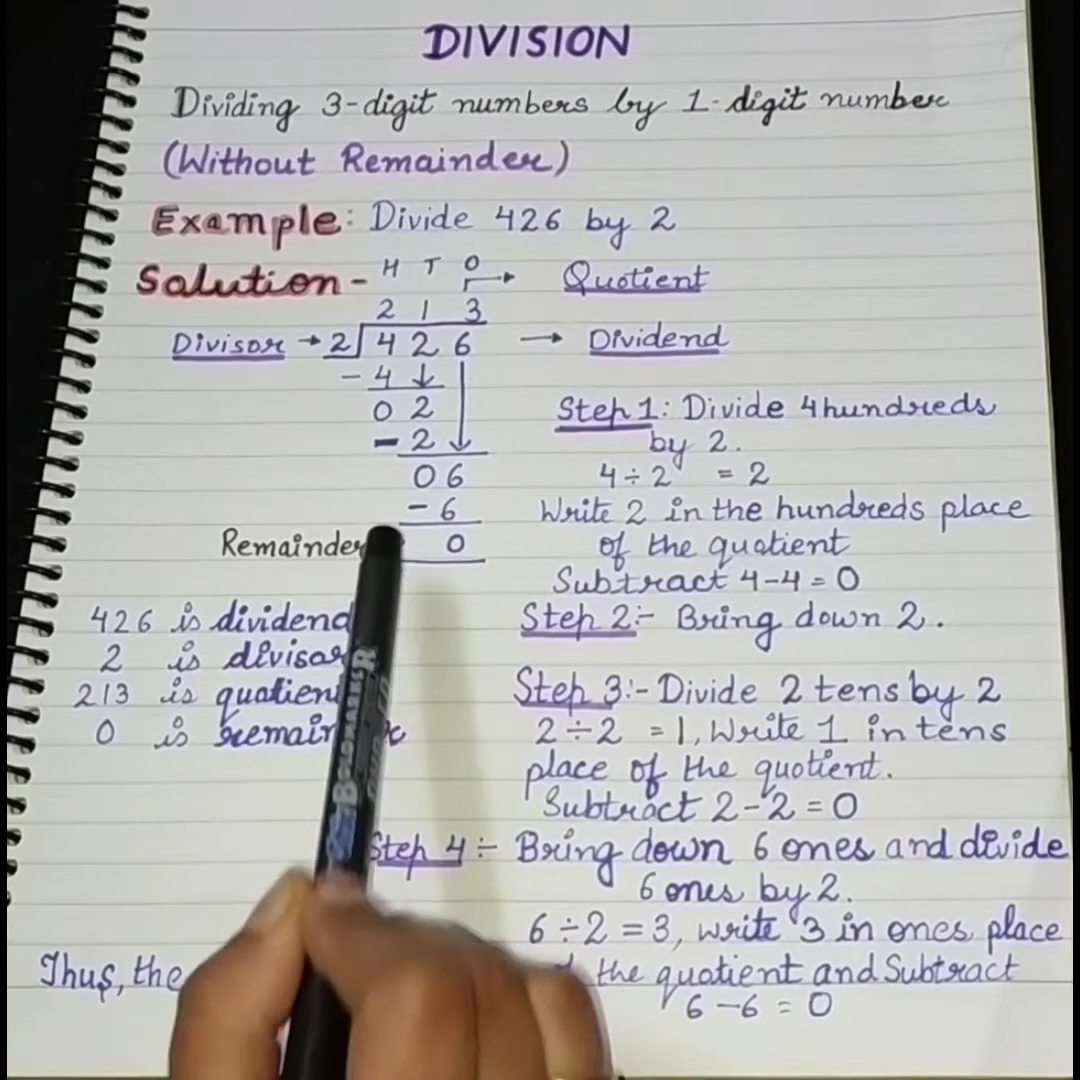 DIVISION
Dividing 3-digit numbers by 1-digit number
(Without Remainder)
Example: Divide 426 by 2
Solution -
H T O
→ Quotient
2 1 3
Divisor → 2 4 2 6 → Dividend
- 4 ↓
0 2
- 2 ↓
0 6
- 6
Remainder 0
426 is dividend
2 is divisor
213 is quotient
0 is
Step 1: Divide 4hundreds
by 2.
4 ÷ 2 = 2
Write 2 in the hundreds place
of the quotient
Subtract 4-4 = 0
Step 2:- Bring down 2.
Step 3:- Divide 2 tens by 2
2 ÷ 2 = 1, Write 1 in tens
place of the quotient.
Subtract 2 - 2 = 0
Step 4 ÷ Bring down 6 ones and divide
6 ones by 2.
6 ÷ 2 = 3, write 3 in ones place
the quotient and Subtract
6 - 6 = 0
Thus, the